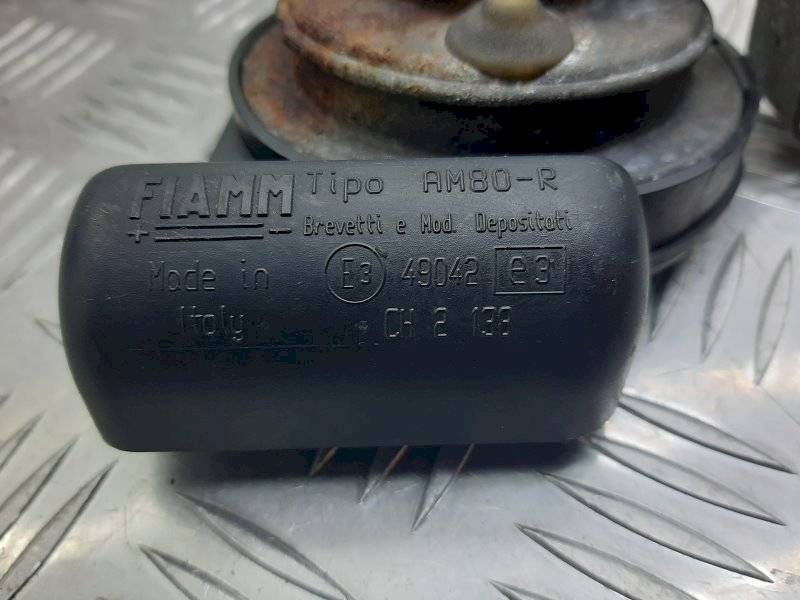 FIAMM Tipo AM80-R
+ - Brevetti e Mod. Depositati
Made in E3 49042 e3
Italy CH 2 138